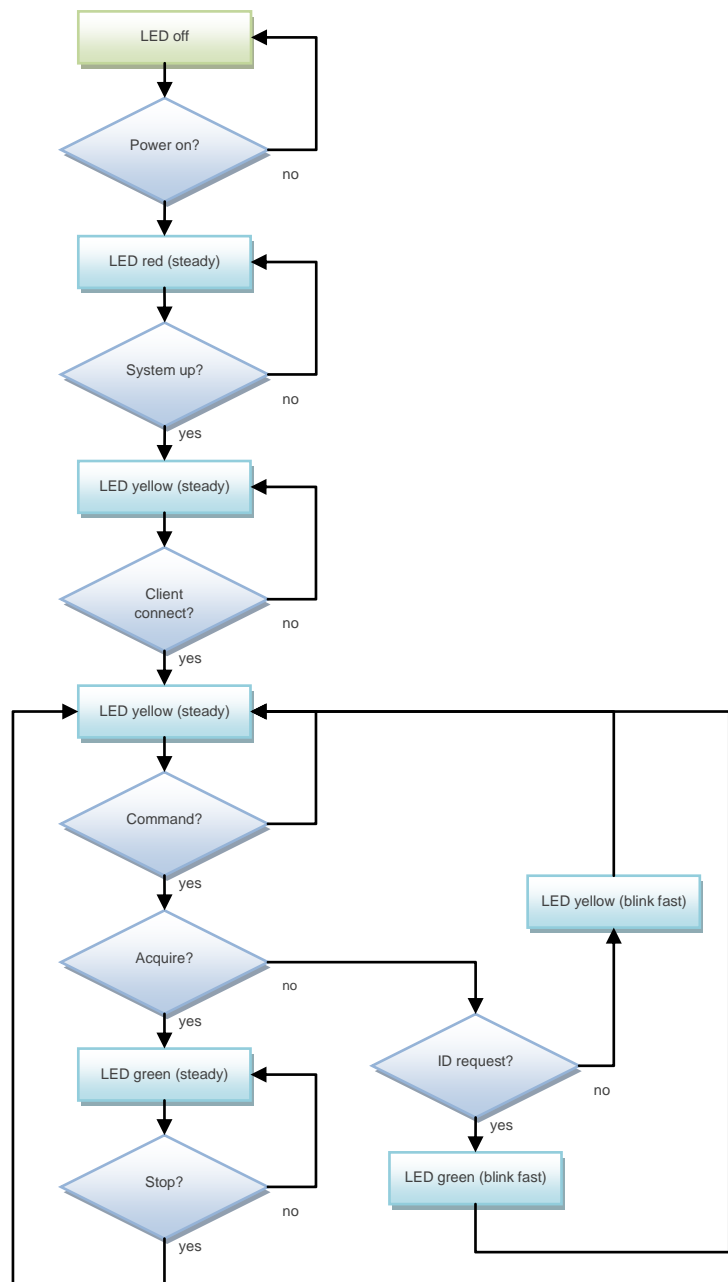 LED off
Power on?
no
LED red (steady)
System up?
no
yes
LED yellow (steady)
Client
connect?
no
yes
LED yellow (steady)
Command?
yes
LED yellow (blink fast)
Acquire?
no
yes
ID request?
no
yes
LED green (steady)
LED green (blink fast)
Stop?
no
yes